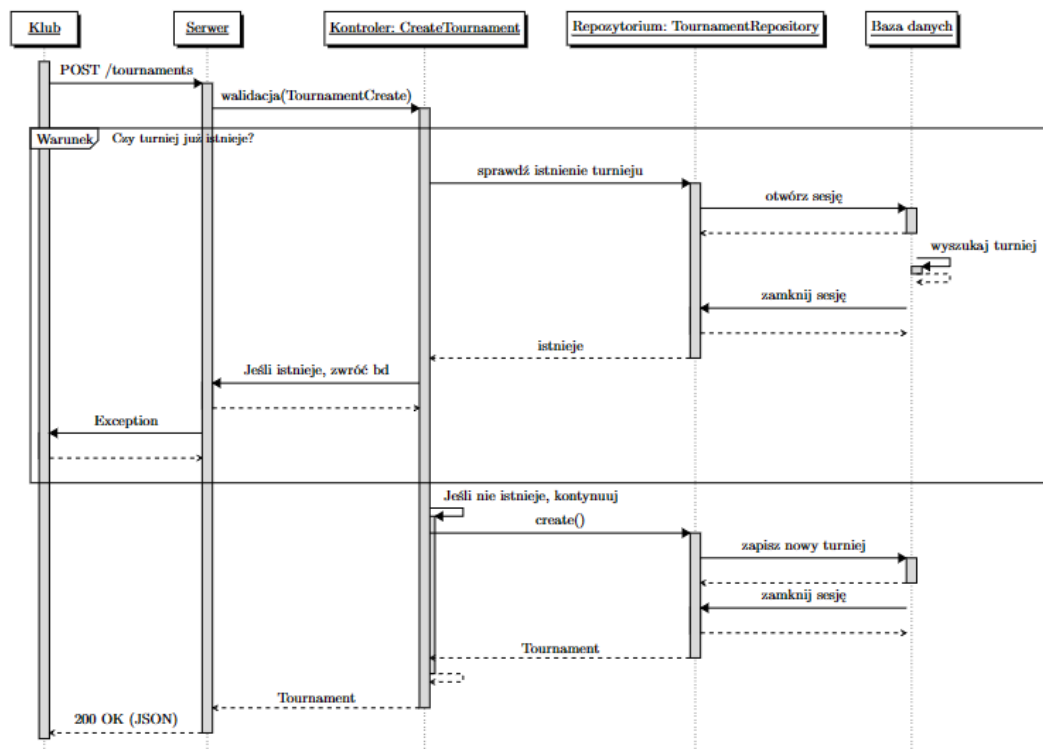 Klub
Serwer
Kontroler: CreateTournament
Repozytorium: TournamentRepository
Baza danych
POST /tournaments
walidacja(TournamentCreate)
Warunek
Czy turniej już istnieje?
sprawdź istnienie turnieju
otwórz sesję
wyszukaj turniej
zamknij sesję
istnieje
Jeśli istnieje, zwróć bd
Exception
Jeśli nie istnieje, kontynuuj
create()
zapisz nowy turniej
zamknij sesję
Tournament
Tournament
200 OK (JSON)